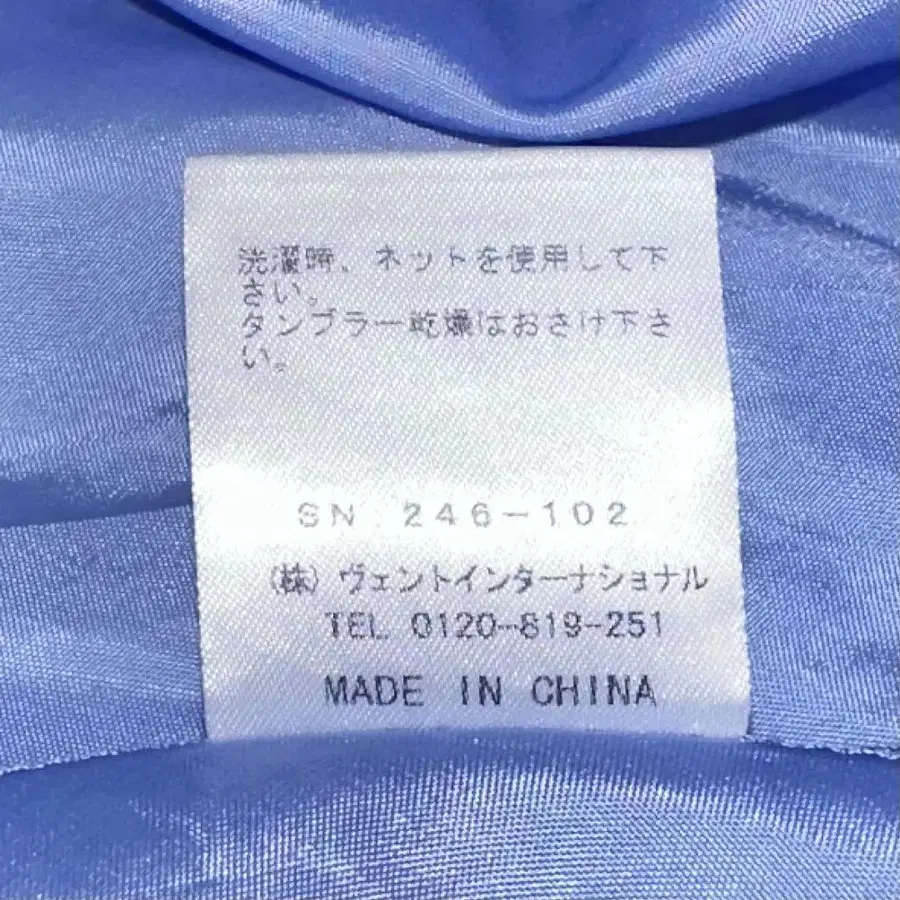 洗濯時、ネットを使用して下
さい。
タンブラー乾燥はおさけ下さ
い。
SN 246-102
(株)ヴェントインターナショナル
TEL 0120-819-251
MADE IN CHINA